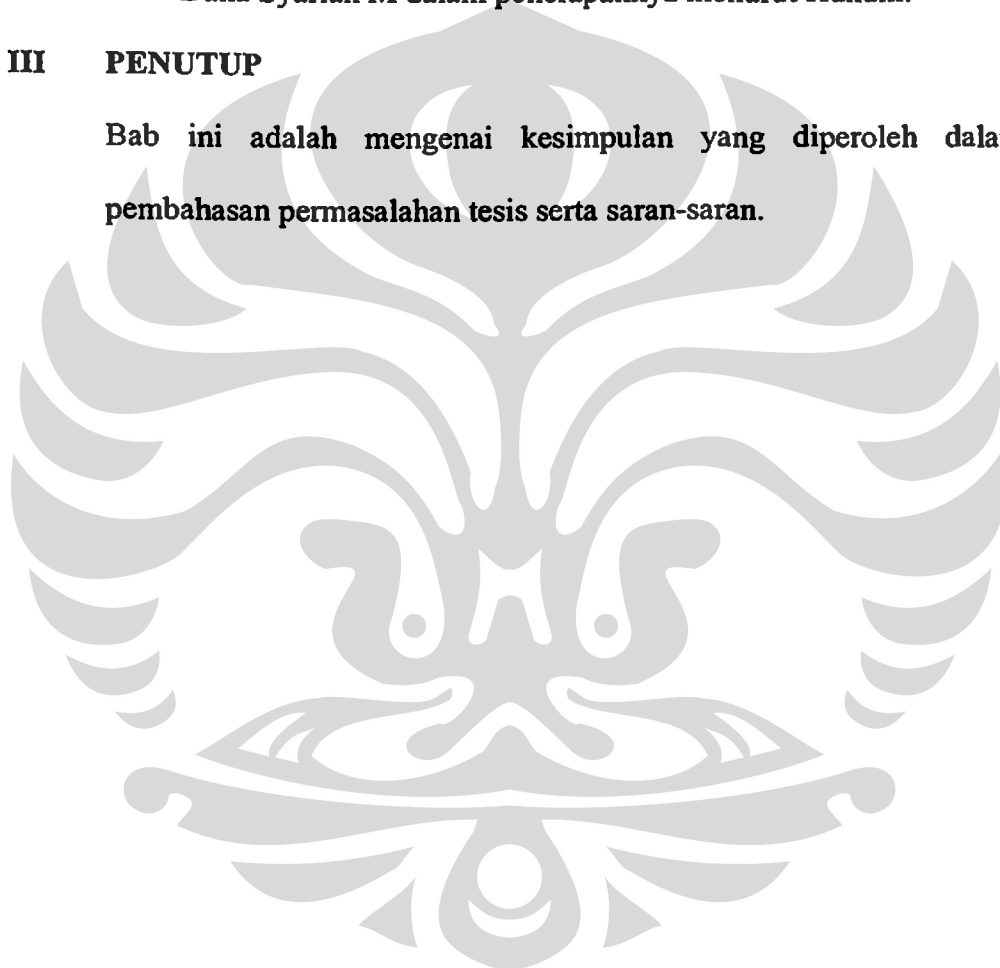 III PENUTUP
Bab ini adalah mengenai kesimpulan yang diperoleh dala
pembahasan permasalahan tesis serta saran-saran.